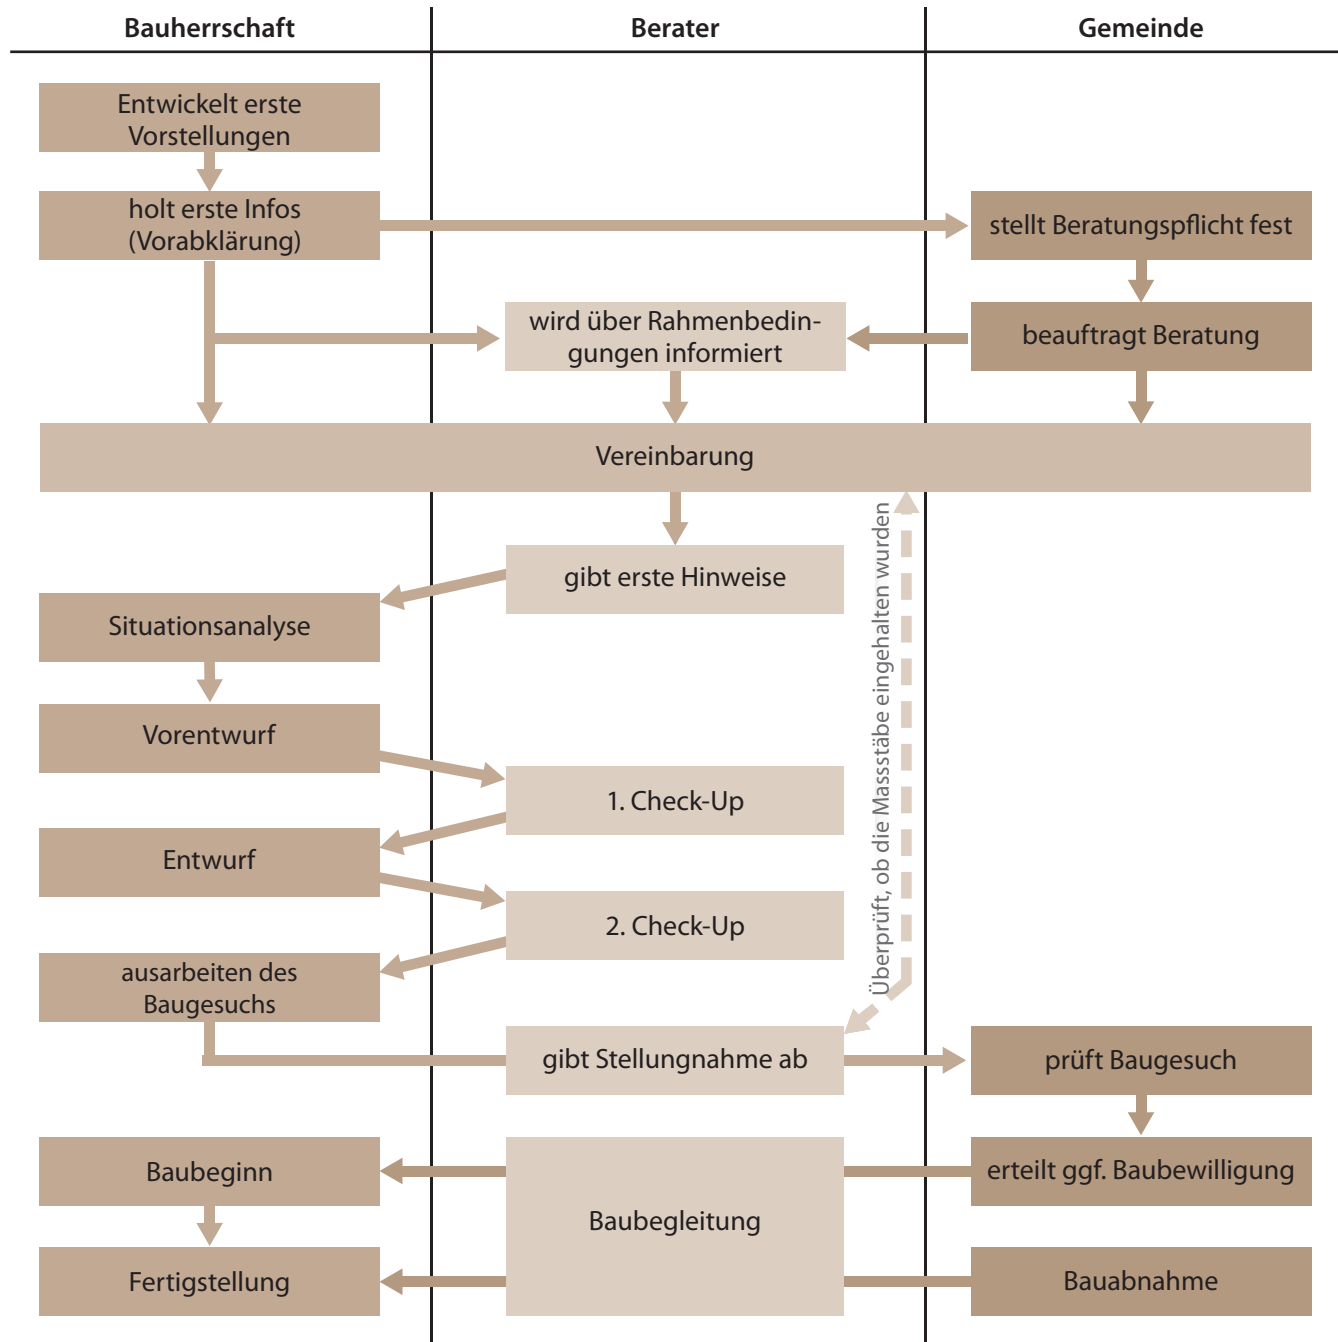 Bauherrschaft
Berater
Gemeinde
Entwickelt erste
Vorstellungen
holt erste Infos
(Vorabklärung)
stellt Beratungspflicht fest
wird über Rahmenbedin-
gungen informiert
beauftragt Beratung
Vereinbarung
gibt erste Hinweise
Überprüft, ob die Massstäbe eingehalten wurden
Situationsanalyse
Vorentwurf
1. Check-Up
Entwurf
2. Check-Up
ausarbeiten des
Baugesuchs
gibt Stellungnahme ab
prüft Baugesuch
Baubeginn
erteilt ggf. Baubewilligung
Baubegleitung
Fertigstellung
Bauabnahme